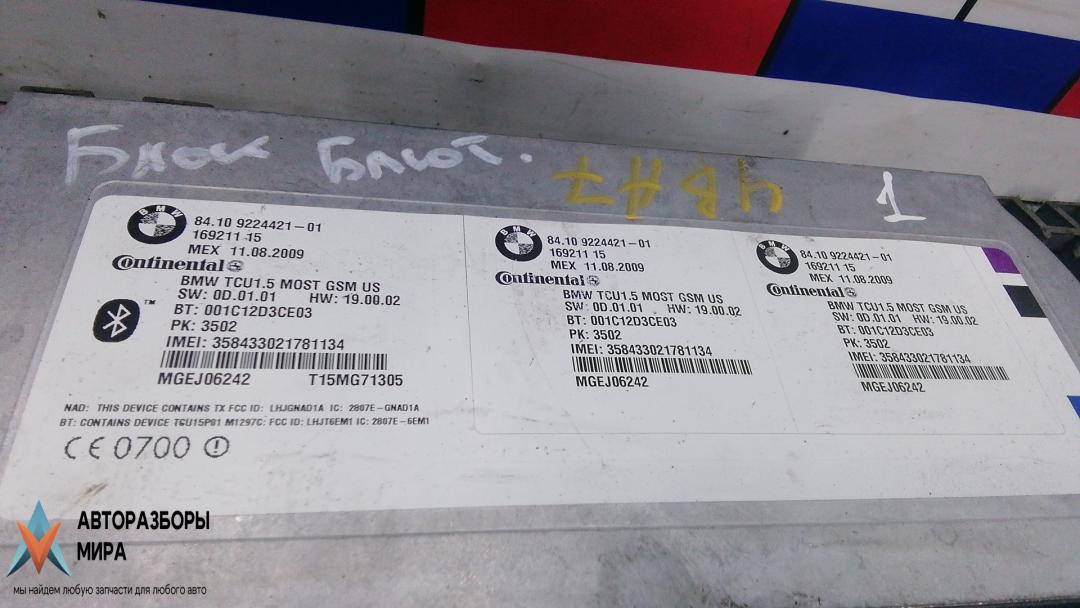 Блок Блют.
1
BMW
84.10 9224421-01
169211 15
MEX 11.08.2009
Continental
BMW TCU1.5 MOST GSM US
SW: 0D.01.01 HW: 19.00.02
BT: 001C12D3CE03
PK: 3502
IMEI: 358433021781134
MGEJ06242 T15MG71305
NAD: THIS DEVICE CONTAINS TX FCC ID: LHJGNAD1A IC: 2807E-GNAD1A
BT: CONTAINS DEVICE TCU15P01 M1297C: FCC ID: LHJT6EM1 IC: 2807E-6EM1
CE 0700
BMW
84.10 9224421-01
169211 15
MEX 11.08.2009
Continental
BMW TCU1.5 MOST GSM US
SW: 0D.01.01 HW: 19.00.02
BT: 001C12D3CE03
PK: 3502
IMEI: 358433021781134
MGEJ06242
BMW
84.10 9224421-01
169211 15
MEX 11.08.2009
Continental
BMW TCU1.5 MOST GSM US
SW: 0D.01.01 HW: 19.00.02
BT: 001C12D3CE03
PK: 3502
IMEI: 358433021781134
MGEJ06242
АВТОРАЗБОРЫ
МИРА
мы найдем любую запчасти для любого авто